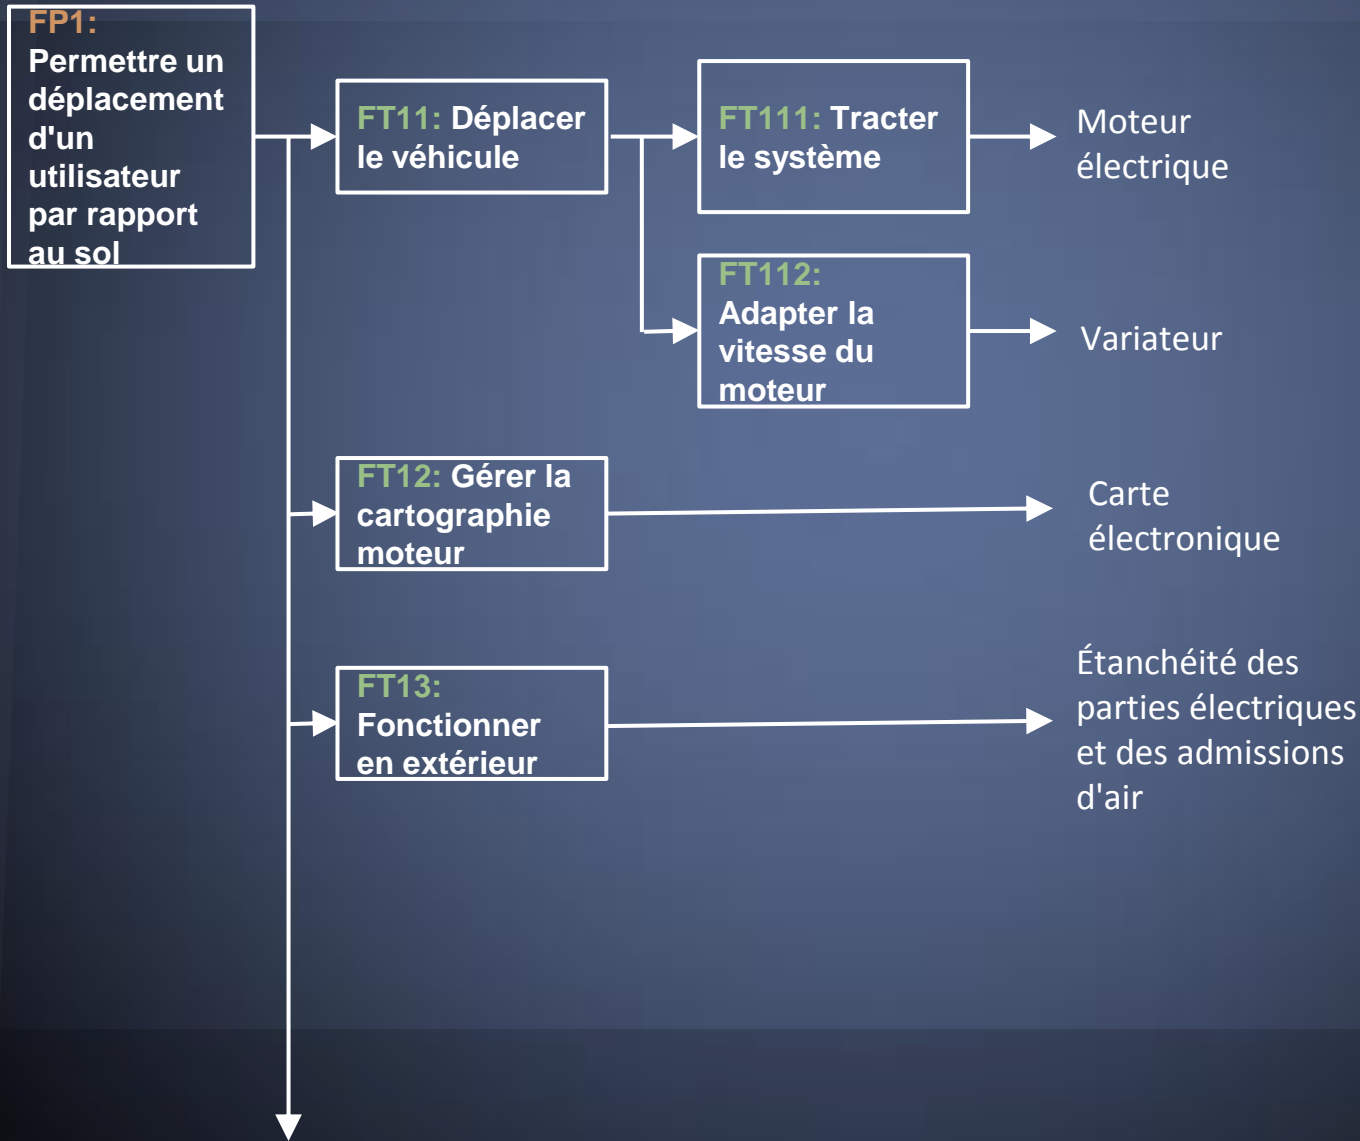 FP1:
Permettre un
déplacement
d'un
utilisateur
par rapport
au sol
FT11: Déplacer
le véhicule
FT111: Tracter
le système
Moteur
électrique
FT112:
Adapter la
vitesse du
moteur
Variateur
FT12: Gérer la
cartographie
moteur
Carte
électronique
FT13:
Fonctionner
en extérieur
Étanchéité des
parties électriques
et des admissions
d'air